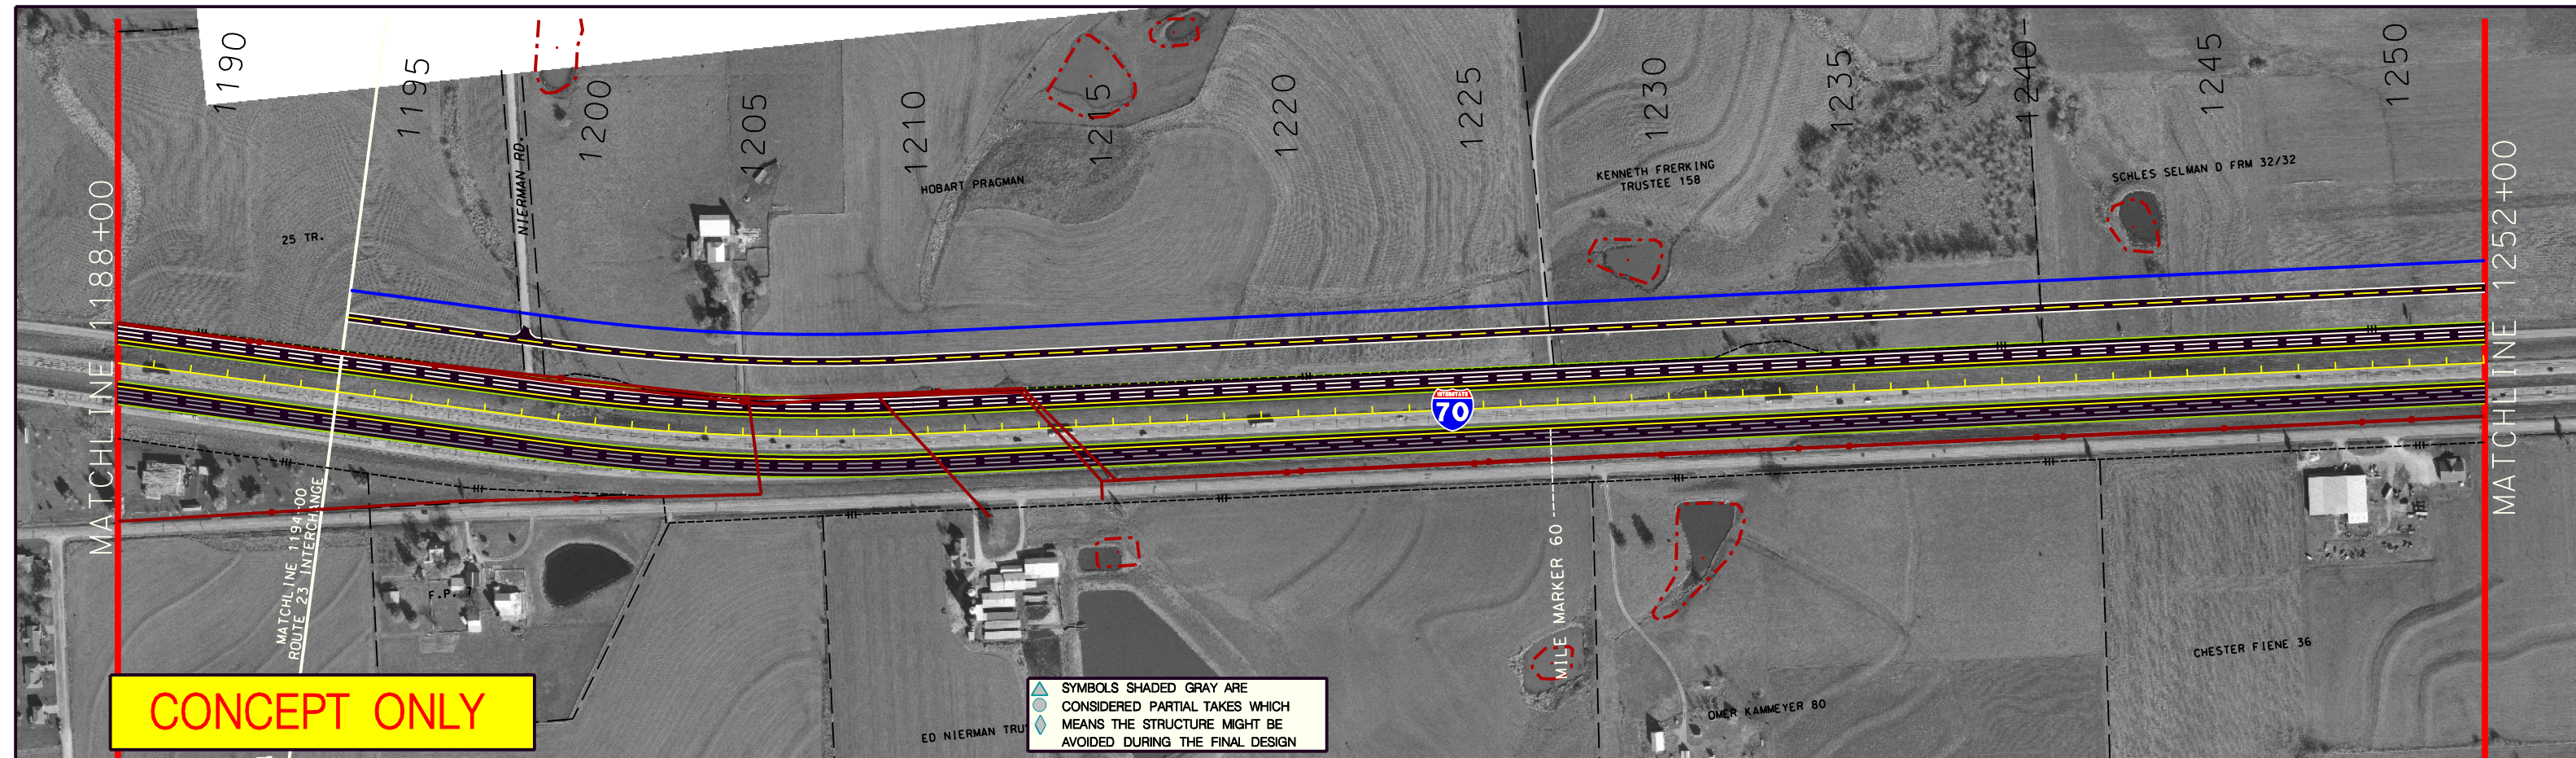 1190
1195
1200
1205
1210
1215
1220
1225
1230
1235
1240
1245
1250
MATCHLINE 1188+00
NIERMAN RD.
25 TR.
HOBART PRAGMAN
KENNETH FRERKING
TRUSTEE 158
SCHLES SELMAN D FRM 32/32
MATCHLINE 1252+00
INTERSTATE
70
MATCHLINE 1194+00
ROUTE 23 INTERCHANGE
F.P. 7
MILE MARKER 60
CHESTER FIENE 36
OMER KAMMEYER 80
ED NIERMAN TRUS
CONCEPT ONLY
SYMBOLS SHADED GRAY ARE
CONSIDERED PARTIAL TAKES WHICH
MEANS THE STRUCTURE MIGHT BE
AVOIDED DURING THE FINAL DESIGN